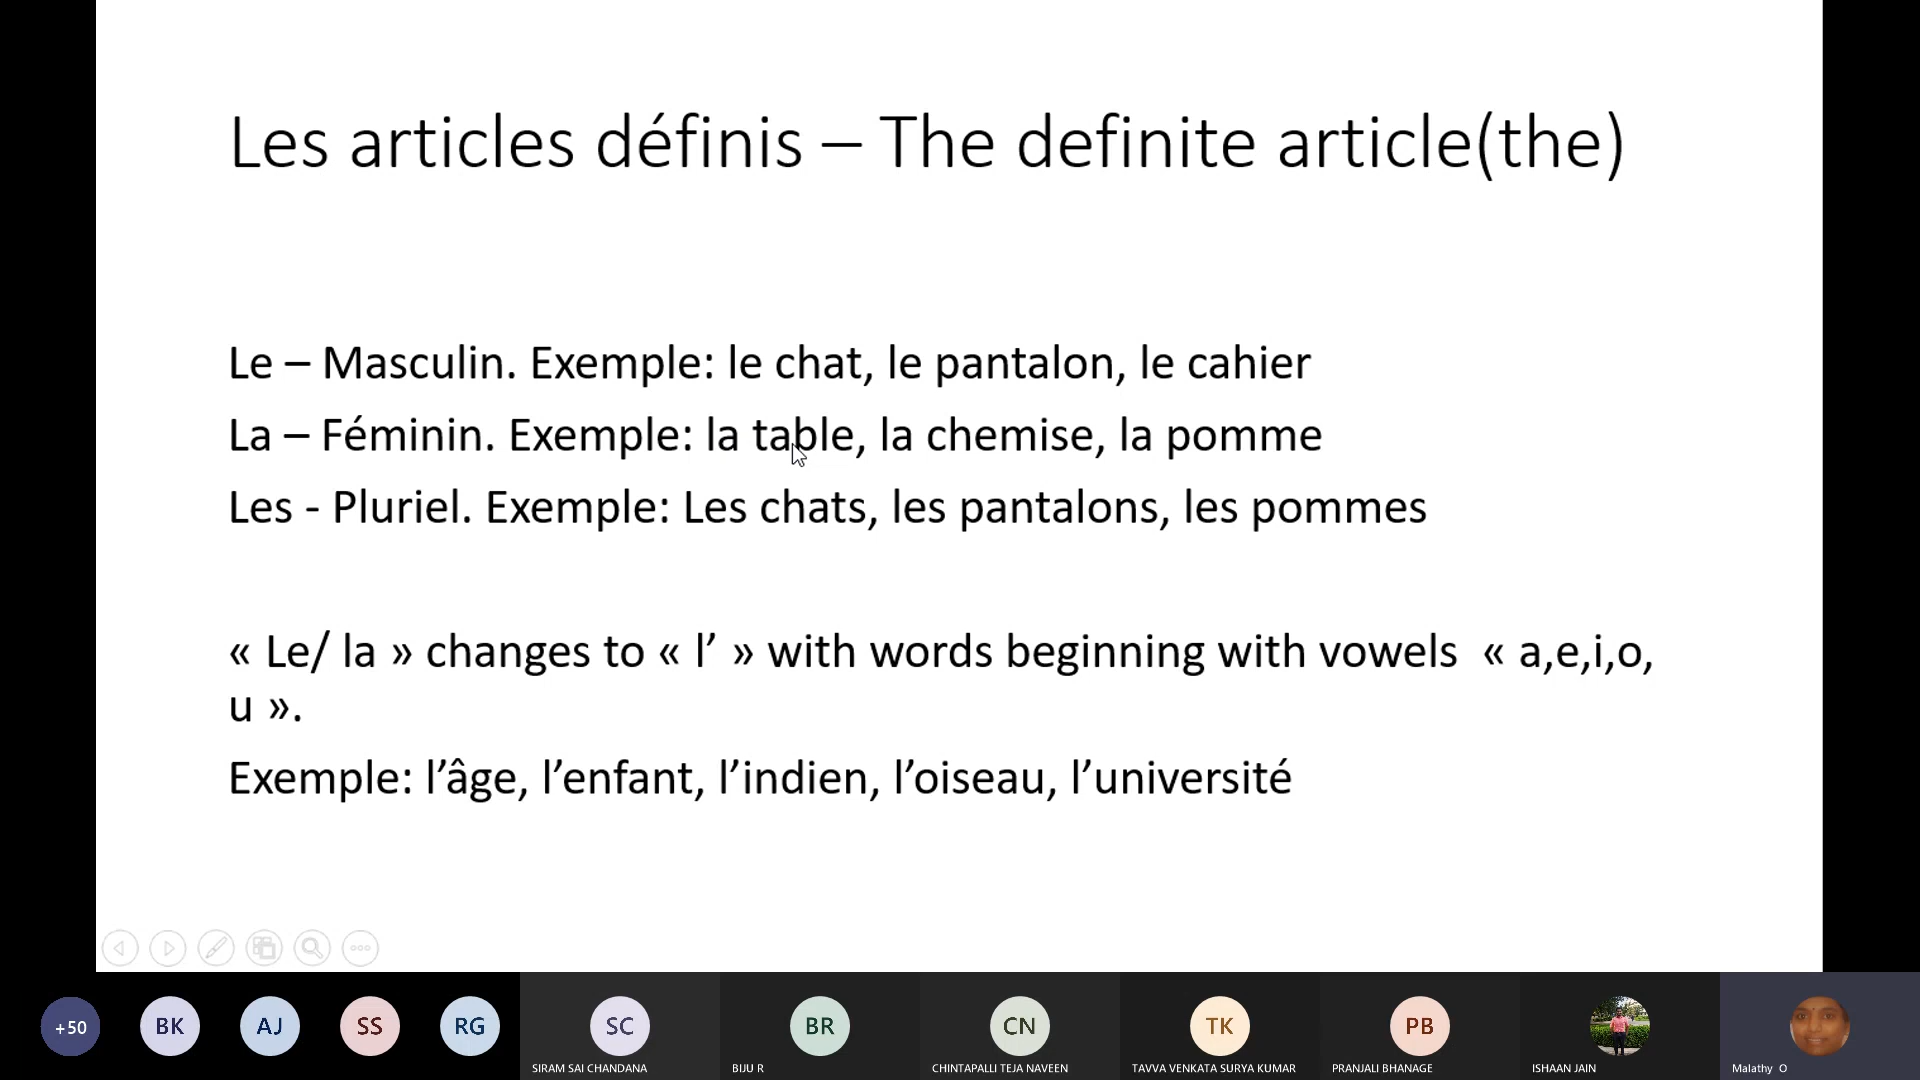 Les articles définis – The definite article(the)
Le – Masculin. Exemple: le chat, le pantalon, le cahier
La – Féminin. Exemple: la table, la chemise, la pomme
Les - Pluriel. Exemple: Les chats, les pantalons, les pommes
« Le/ la » changes to « l’ » with words beginning with vowels « a,e,i,o,
u ».
Exemple: l’âge, l’enfant, l’indien, l’oiseau, l’université
+50 BK AJ SS RG SC BR CN TK PB
SIRAM SAI CHANDANA BIJU R CHINTAPALLI TEJA NAVEEN TAVVA VENKATA SURYA KUMAR PRANJALI BHANAGE ISHAAN JAIN Malathy O